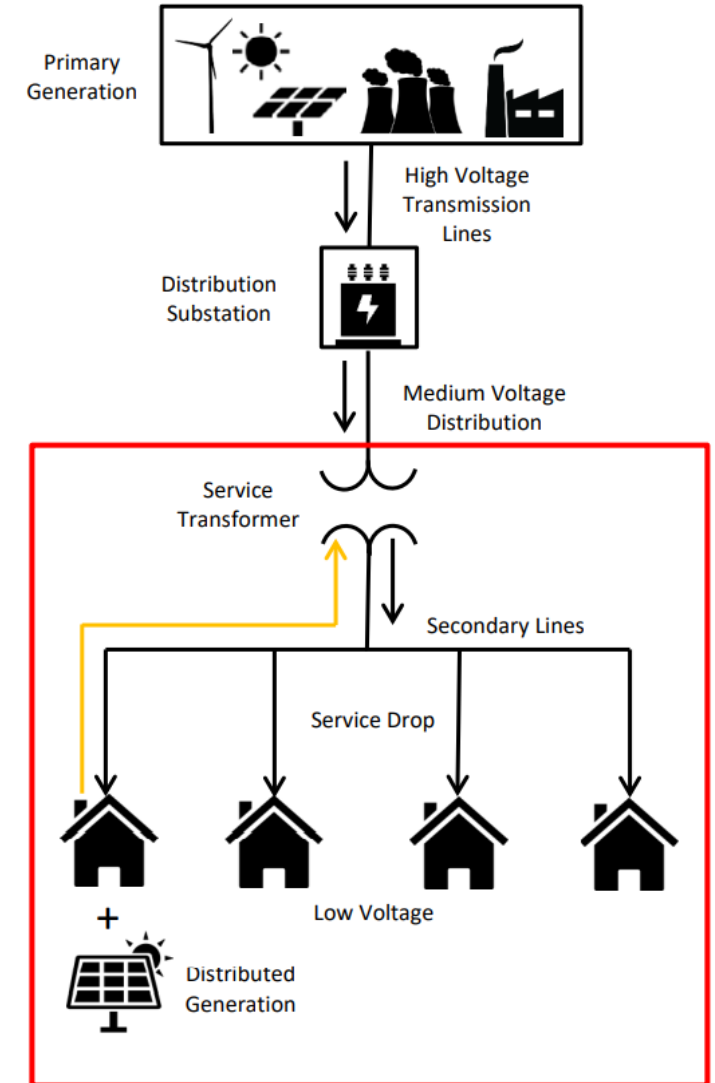 Primary
Generation
High Voltage
Transmission
Lines
Distribution
Substation
Medium Voltage
Distribution
Service
Transformer
Secondary Lines
Service Drop
Low Voltage
+
Distributed
Generation